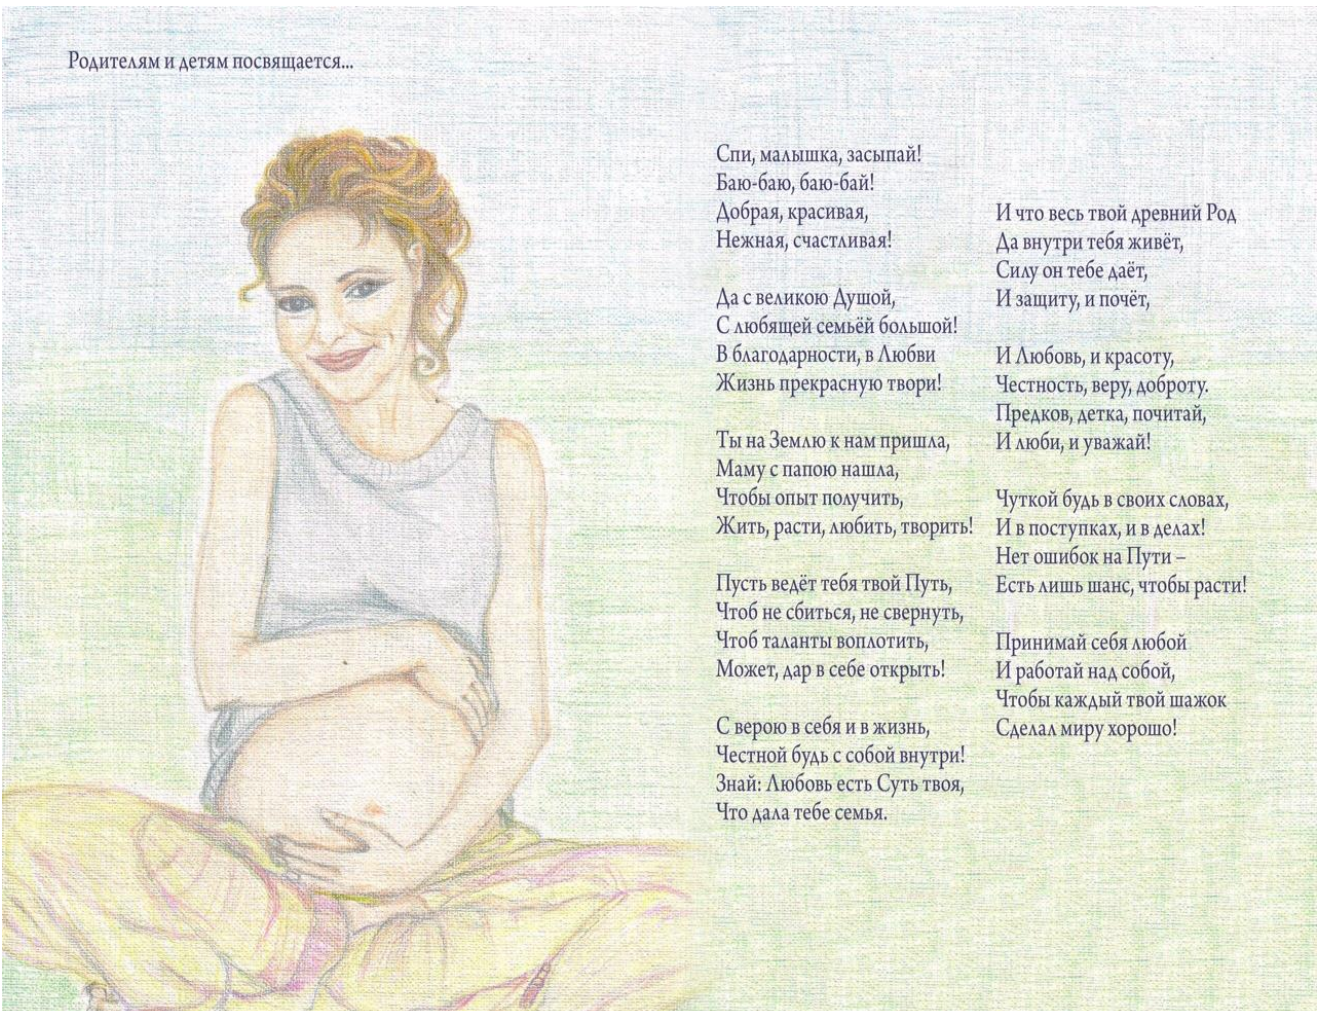 Родителям и детям посвящается...
Спи, малышка, засыпай!
Баю-баю, баю-бай!
Добрая, красивая,
Нежная, счастливая!
Да с великою Душой,
С любящей семьёй большой!
В благодарности, в Любви
Жизнь прекрасную твори!
Ты на Землю к нам пришла,
Маму с папою нашла,
Чтобы опыт получить,
Жить, расти, любить, творить!
Пусть ведёт тебя твой Путь,
Чтоб не сбиться, не свернуть,
Чтоб таланты воплотить,
Может, дар в себе открыть!
С верою в себя и в жизнь,
Честной будь с собой внутри!
Знай: Любовь есть Суть твоя,
Что дала тебе семья.
И что весь твой древний Род
Да внутри тебя живёт,
Силу он тебе даёт,
И защиту, и почёт,
И Любовь, и красоту,
Честность, веру, доброту.
Предков, детка, почитай,
И люби, и уважай!
Чуткой будь в своих словах,
И в поступках, и в делах!
Нет ошибок на Пути –
Есть лишь шанс, чтобы расти!
Принимай себя любой
И работай над собой,
Чтобы каждый твой шажок
Сделал миру хорошо!